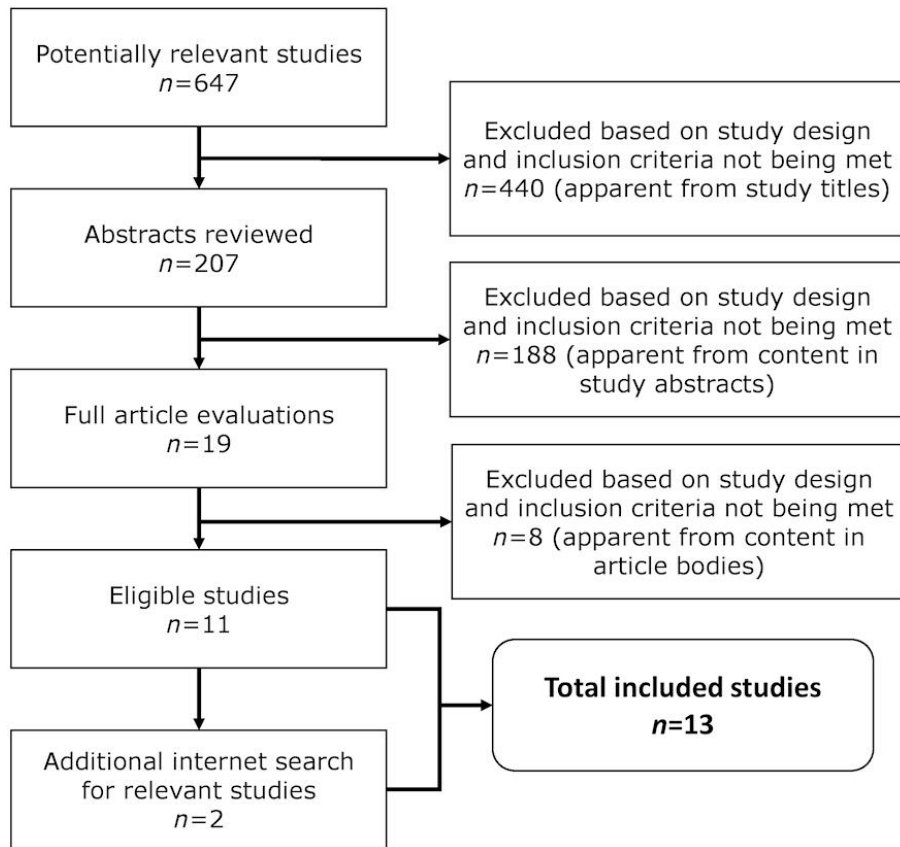 Potentially relevant studies
n=647
Excluded based on study design
and inclusion criteria not being met
n=440 (apparent from study titles)
Abstracts reviewed
n=207
Excluded based on study design
and inclusion criteria not being met
n=188 (apparent from content in
study abstracts)
Full article evaluations
n=19
Excluded based on study design
and inclusion criteria not being met
n=8 (apparent from content in
article bodies)
Eligible studies
n=11
Total included studies
n=13
Additional internet search
for relevant studies
n=2